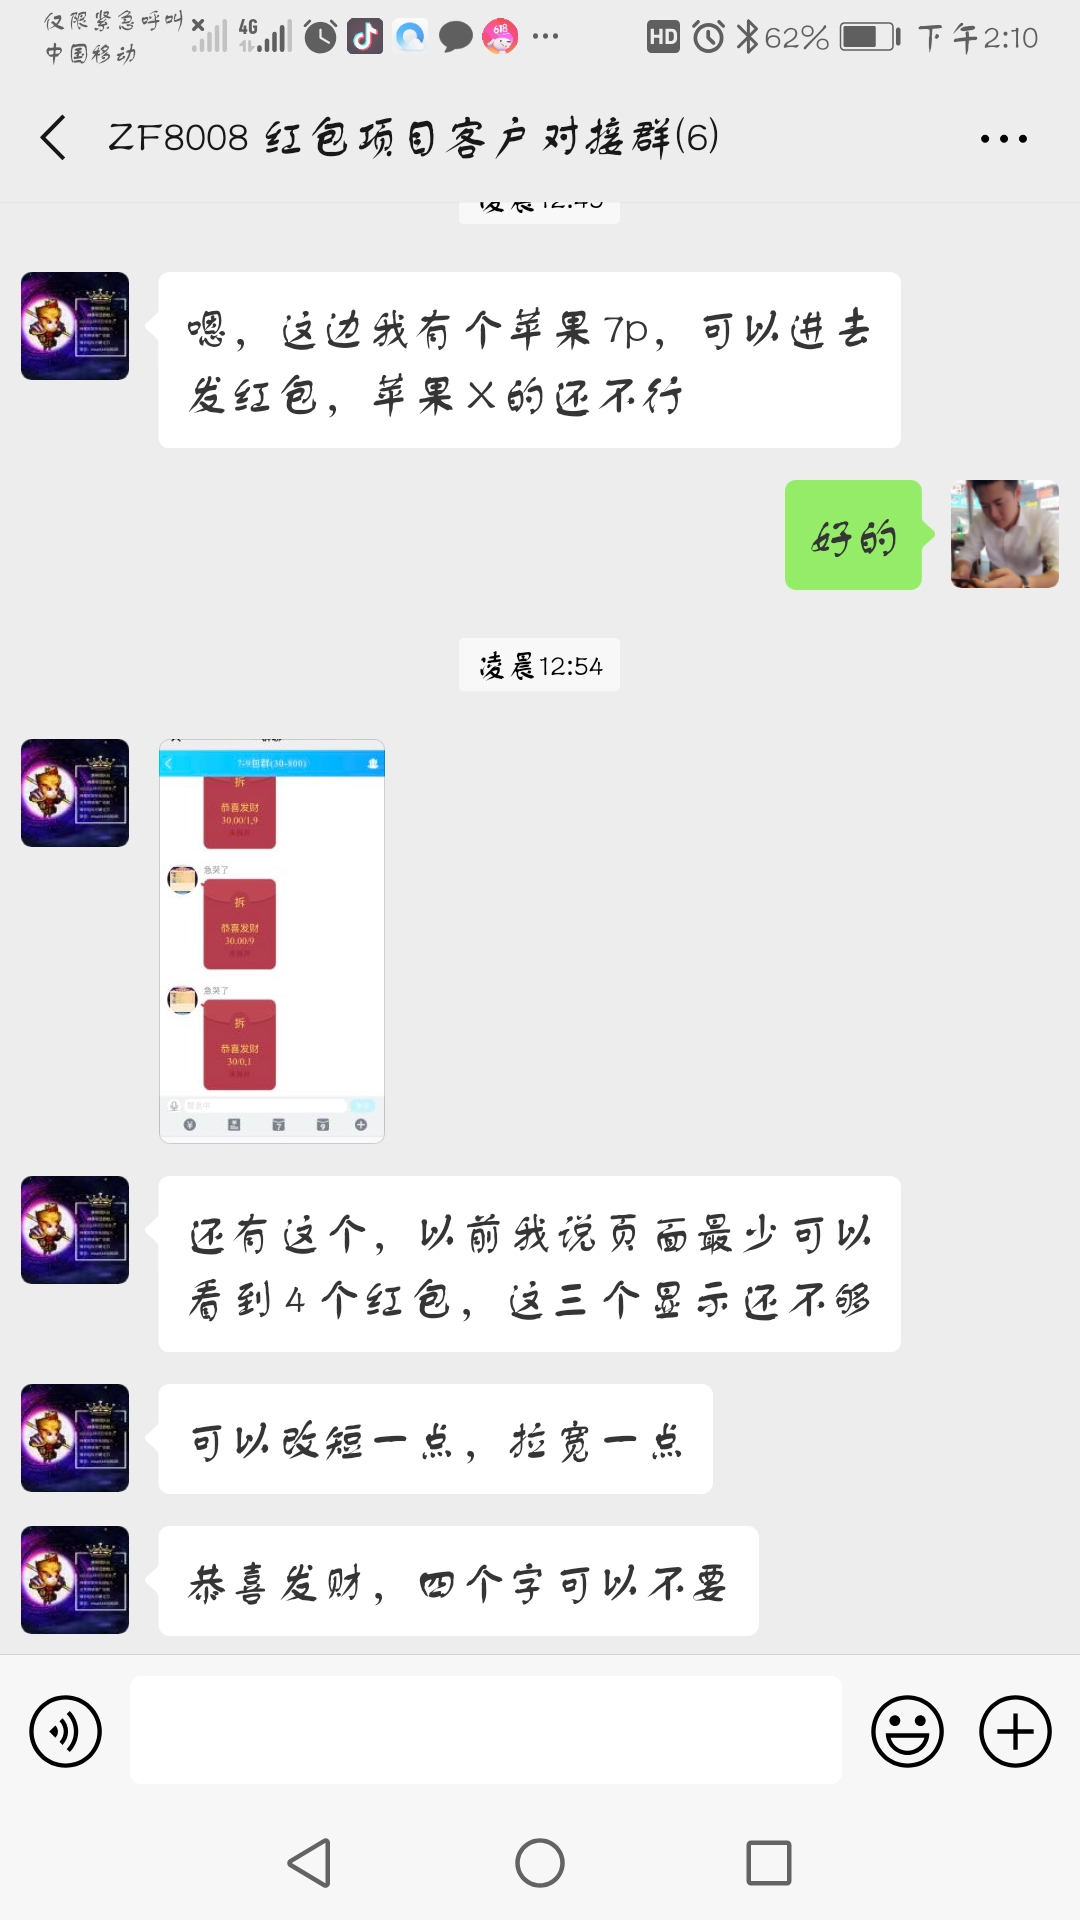 仅限紧急呼叫
中国移动
4G
HD
62%
下午2:10
ZF8008 红包项目客户对接群(6)
凌晨12:45
嗯，这边我有个苹果7p，可以进去
发红包，苹果X的还不行
好的
凌晨12:54
7-9包群(30-800)
拆
恭喜发财
30.00/1,9
急哭了
拆
恭喜发财
30.00/9
急哭了
拆
恭喜发财
30/0,1
还有这个，以前我说页面最少可以
看到4个红包，这三个显示还不够
可以改短一点，拉宽一点
恭喜发财，四个字可以不要